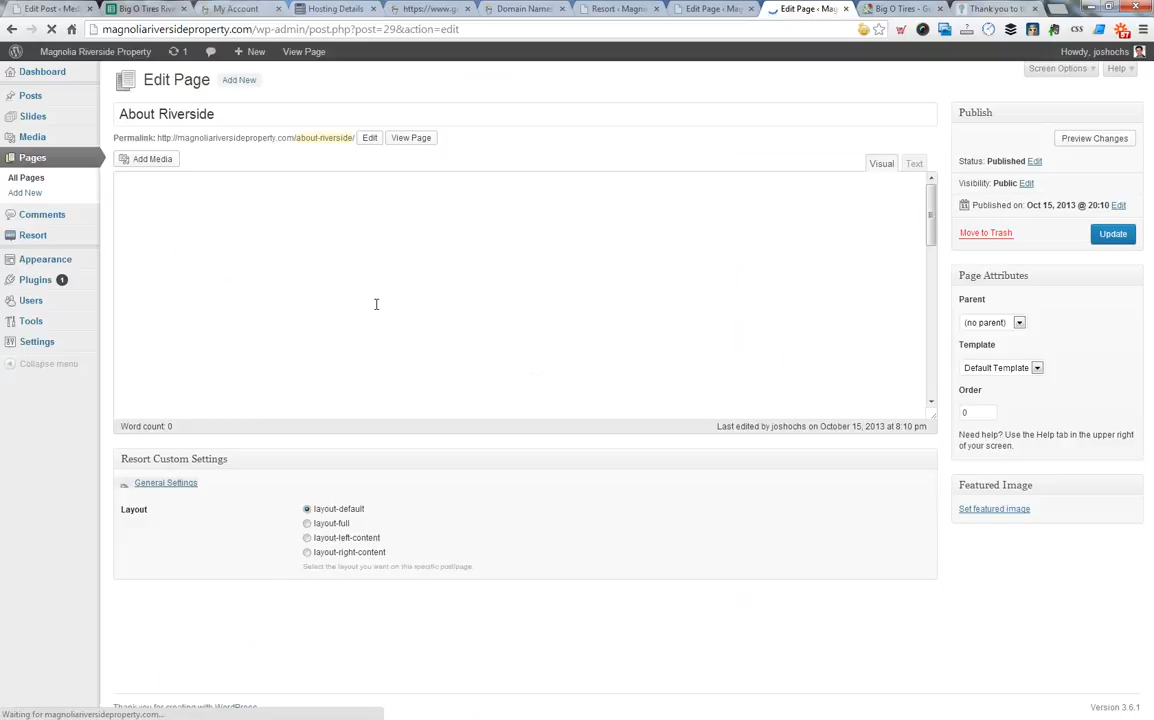 Edit Post ‹ Me
Big O Tires Riv
My Account
Hosting Details
https://www.g
Domain Name
Resort ‹ Magn
Edit Page ‹ Mag
Edit Page ‹ Mag
Big O Tires - G
Thank you to t
magnoliariversideproperty.com/wp-admin/post.php?post=29&action=edit
CSS
57
Magnolia Riverside Property
1
+ New
View Page
Howdy, joshochs
Dashboard
Posts
Slides
Media
Pages
All Pages
Add New
Comments
Resort
Appearance
Plugins 1
Users
Tools
Settings
Collapse menu
Edit Page
Add New
Screen Options
Help
About Riverside
Permalink: http://magnoliariversideproperty.com/about-riverside/
Edit
View Page
Add Media
Visual
Text
Word count: 0
Last edited by joshochs on October 15, 2013 at 8:10 pm
Resort Custom Settings
General Settings
Layout
layout-default
layout-full
layout-left-content
layout-right-content
Select the layout you want on this specific post/page.
Publish
Preview Changes
Status: Published Edit
Visibility: Public Edit
Published on: Oct 15, 2013 @ 20:10 Edit
Move to Trash
Update
Page Attributes
Parent
(no parent)
Template
Default Template
Order
0
Need help? Use the Help tab in the upper right
of your screen.
Featured Image
Set featured image
Thank you for creating with WordPress.
Version 3.6.1
Waiting for magnoliariversideproperty.com...